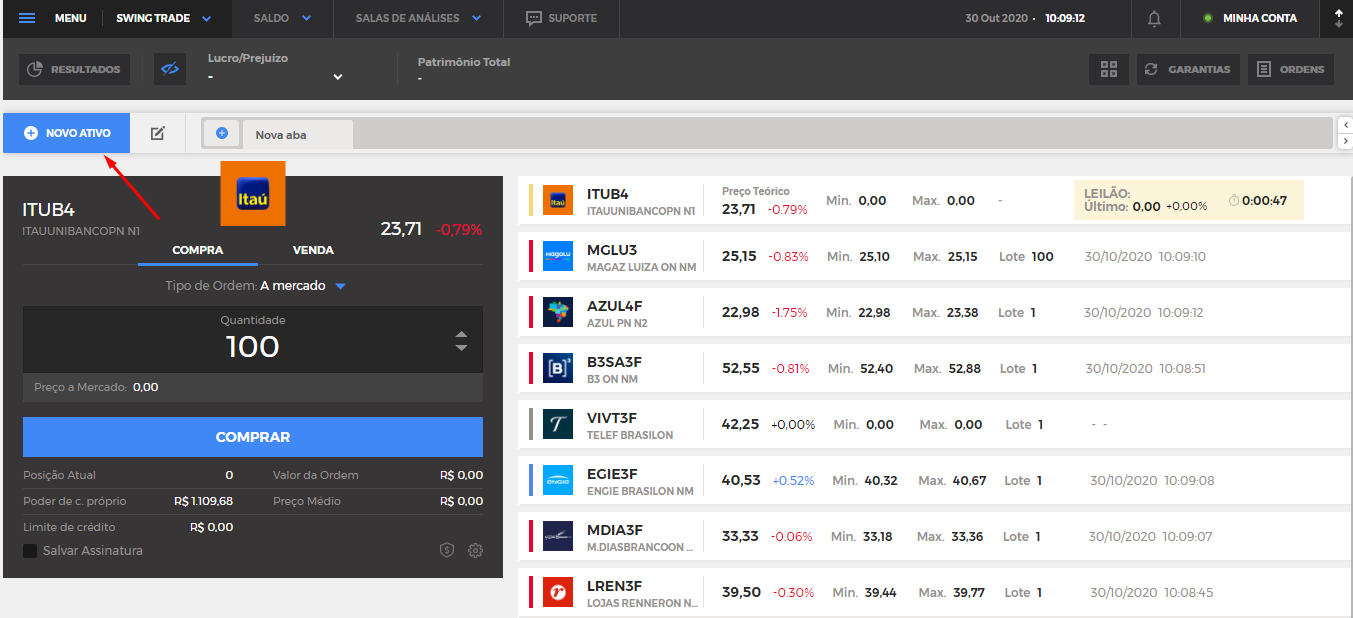 MENU SWING TRADE SALDO SALAS DE ANÁLISES SUPORTE 30 Out 2020 · 10:09:12 MINHA CONTA
RESULTADOS Lucro/Prejuízo - Patrimônio Total - GARANTIAS ORDENS
NOVO ATIVO Nova aba
Itaú
ITUB4
ITAUUNIBANCOPN N1
23,71 -0,79%
COMPRA VENDA
Tipo de Ordem: A mercado
Quantidade
100
Preço a Mercado: 0,00
COMPRAR
Posição Atual 0 Valor da Ordem R$ 0,00
Poder de c. próprio R$ 1.109,68 Preço Médio R$ 0,00
Limite de crédito R$ 0,00
Salvar Assinatura
Itaú ITUB4 Preço Teórico LEILÃO:
ITAUUNIBANCOPN N1 23,71 -0.79% Min. 0,00 Max. 0,00 - Último: 0,00 +0,00% 0:00:47
magalu MGLU3
MAGAZ LUIZA ON NM 25,15 -0.83% Min. 25,10 Max. 25,15 Lote 100 30/10/2020 10:09:10
AZUL4F
AZUL PN N2 22,98 -1.75% Min. 22,98 Max. 23,38 Lote 1 30/10/2020 10:09:12
[B]³ B3SA3F
B3 ON NM 52,55 -0.81% Min. 52,40 Max. 52,88 Lote 1 30/10/2020 10:08:51
T VIVT3F
TELEF BRASILON 42,25 +0,00% Min. 0,00 Max. 0,00 Lote 1 - -
ENGIE EGIE3F
ENGIE BRASILON NM 40,53 +0.52% Min. 40,32 Max. 40,67 Lote 1 30/10/2020 10:09:08
MDIA3F
M.DIASBRANCOON ... 33,33 -0.06% Min. 33,18 Max. 33,36 Lote 1 30/10/2020 10:09:07
LREN3F
LOJAS RENNERON N... 39,50 -0.30% Min. 39,44 Max. 39,77 Lote 1 30/10/2020 10:08:45